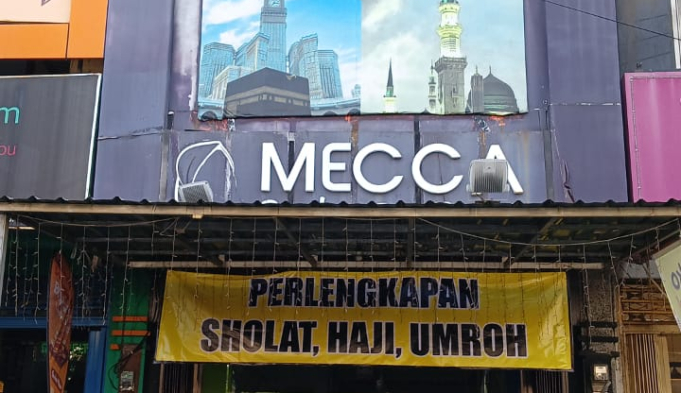 MECCA
PERLENGKAPAN
SHOLAT, HAJI, UMROH